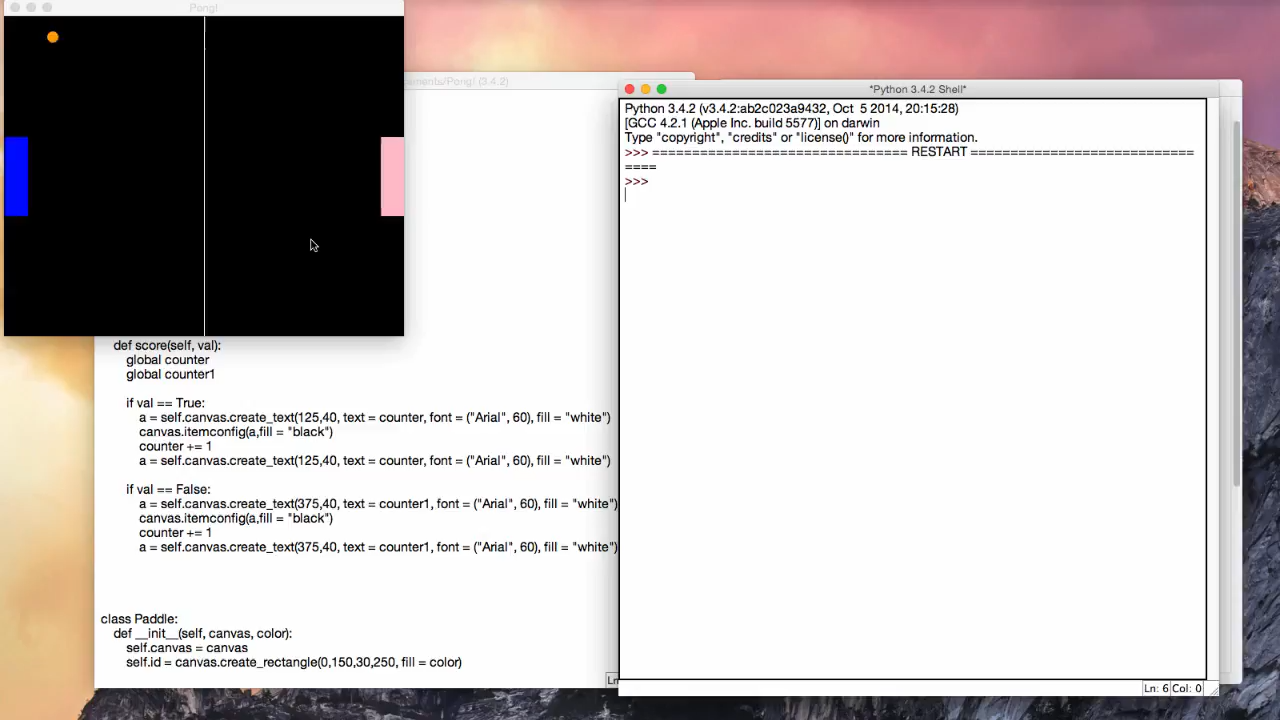 Pong!
ments/Pong! (3.4.2)
*Python 3.4.2 Shell*
Python 3.4.2 (v3.4.2:ab2c023a9432, Oct  5 2014, 20:15:28)
[GCC 4.2.1 (Apple Inc. build 5577)] on darwin
Type "copyright", "credits" or "license()" for more information.
>>> ================================ RESTART ============================
====
>>>
def score(self, val):
global counter
global counter1
if val == True:
a = self.canvas.create_text(125,40, text = counter, font = ("Arial", 60), fill = "white")
canvas.itemconfig(a,fill = "black")
counter += 1
a = self.canvas.create_text(125,40, text = counter, font = ("Arial", 60), fill = "white")
if val == False:
a = self.canvas.create_text(375,40, text = counter1, font = ("Arial", 60), fill = "white")
canvas.itemconfig(a,fill = "black")
counter += 1
a = self.canvas.create_text(375,40, text = counter1, font = ("Arial", 60), fill = "white")
class Paddle:
def __init__(self, canvas, color):
self.canvas = canvas
self.id = canvas.create_rectangle(0,150,30,250, fill = color)
Ln
Ln: 6 Col: 0